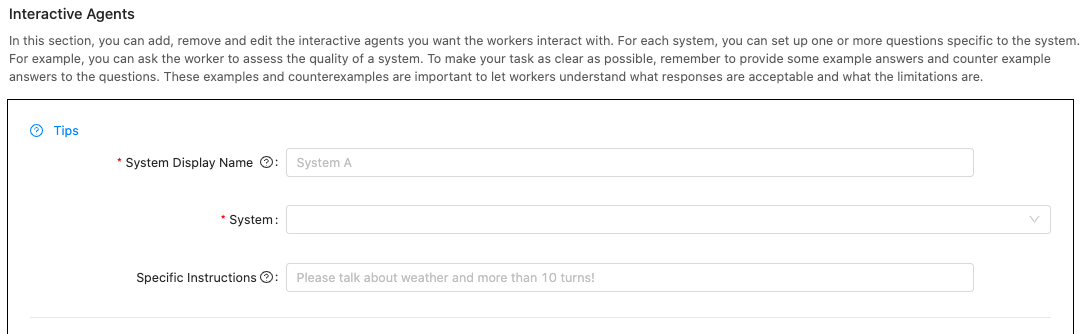 Interactive Agents
In this section, you can add, remove and edit the interactive agents you want the workers interact with. For each system, you can set up one or more questions specific to the system.
For example, you can ask the worker to assess the quality of a system. To make your task as clear as possible, remember to provide some example answers and counter example
answers to the questions. These examples and counterexamples are important to let workers understand what responses are acceptable and what the limitations are.
Tips
* System Display Name : System A
* System :
Specific Instructions : Please talk about weather and more than 10 turns!